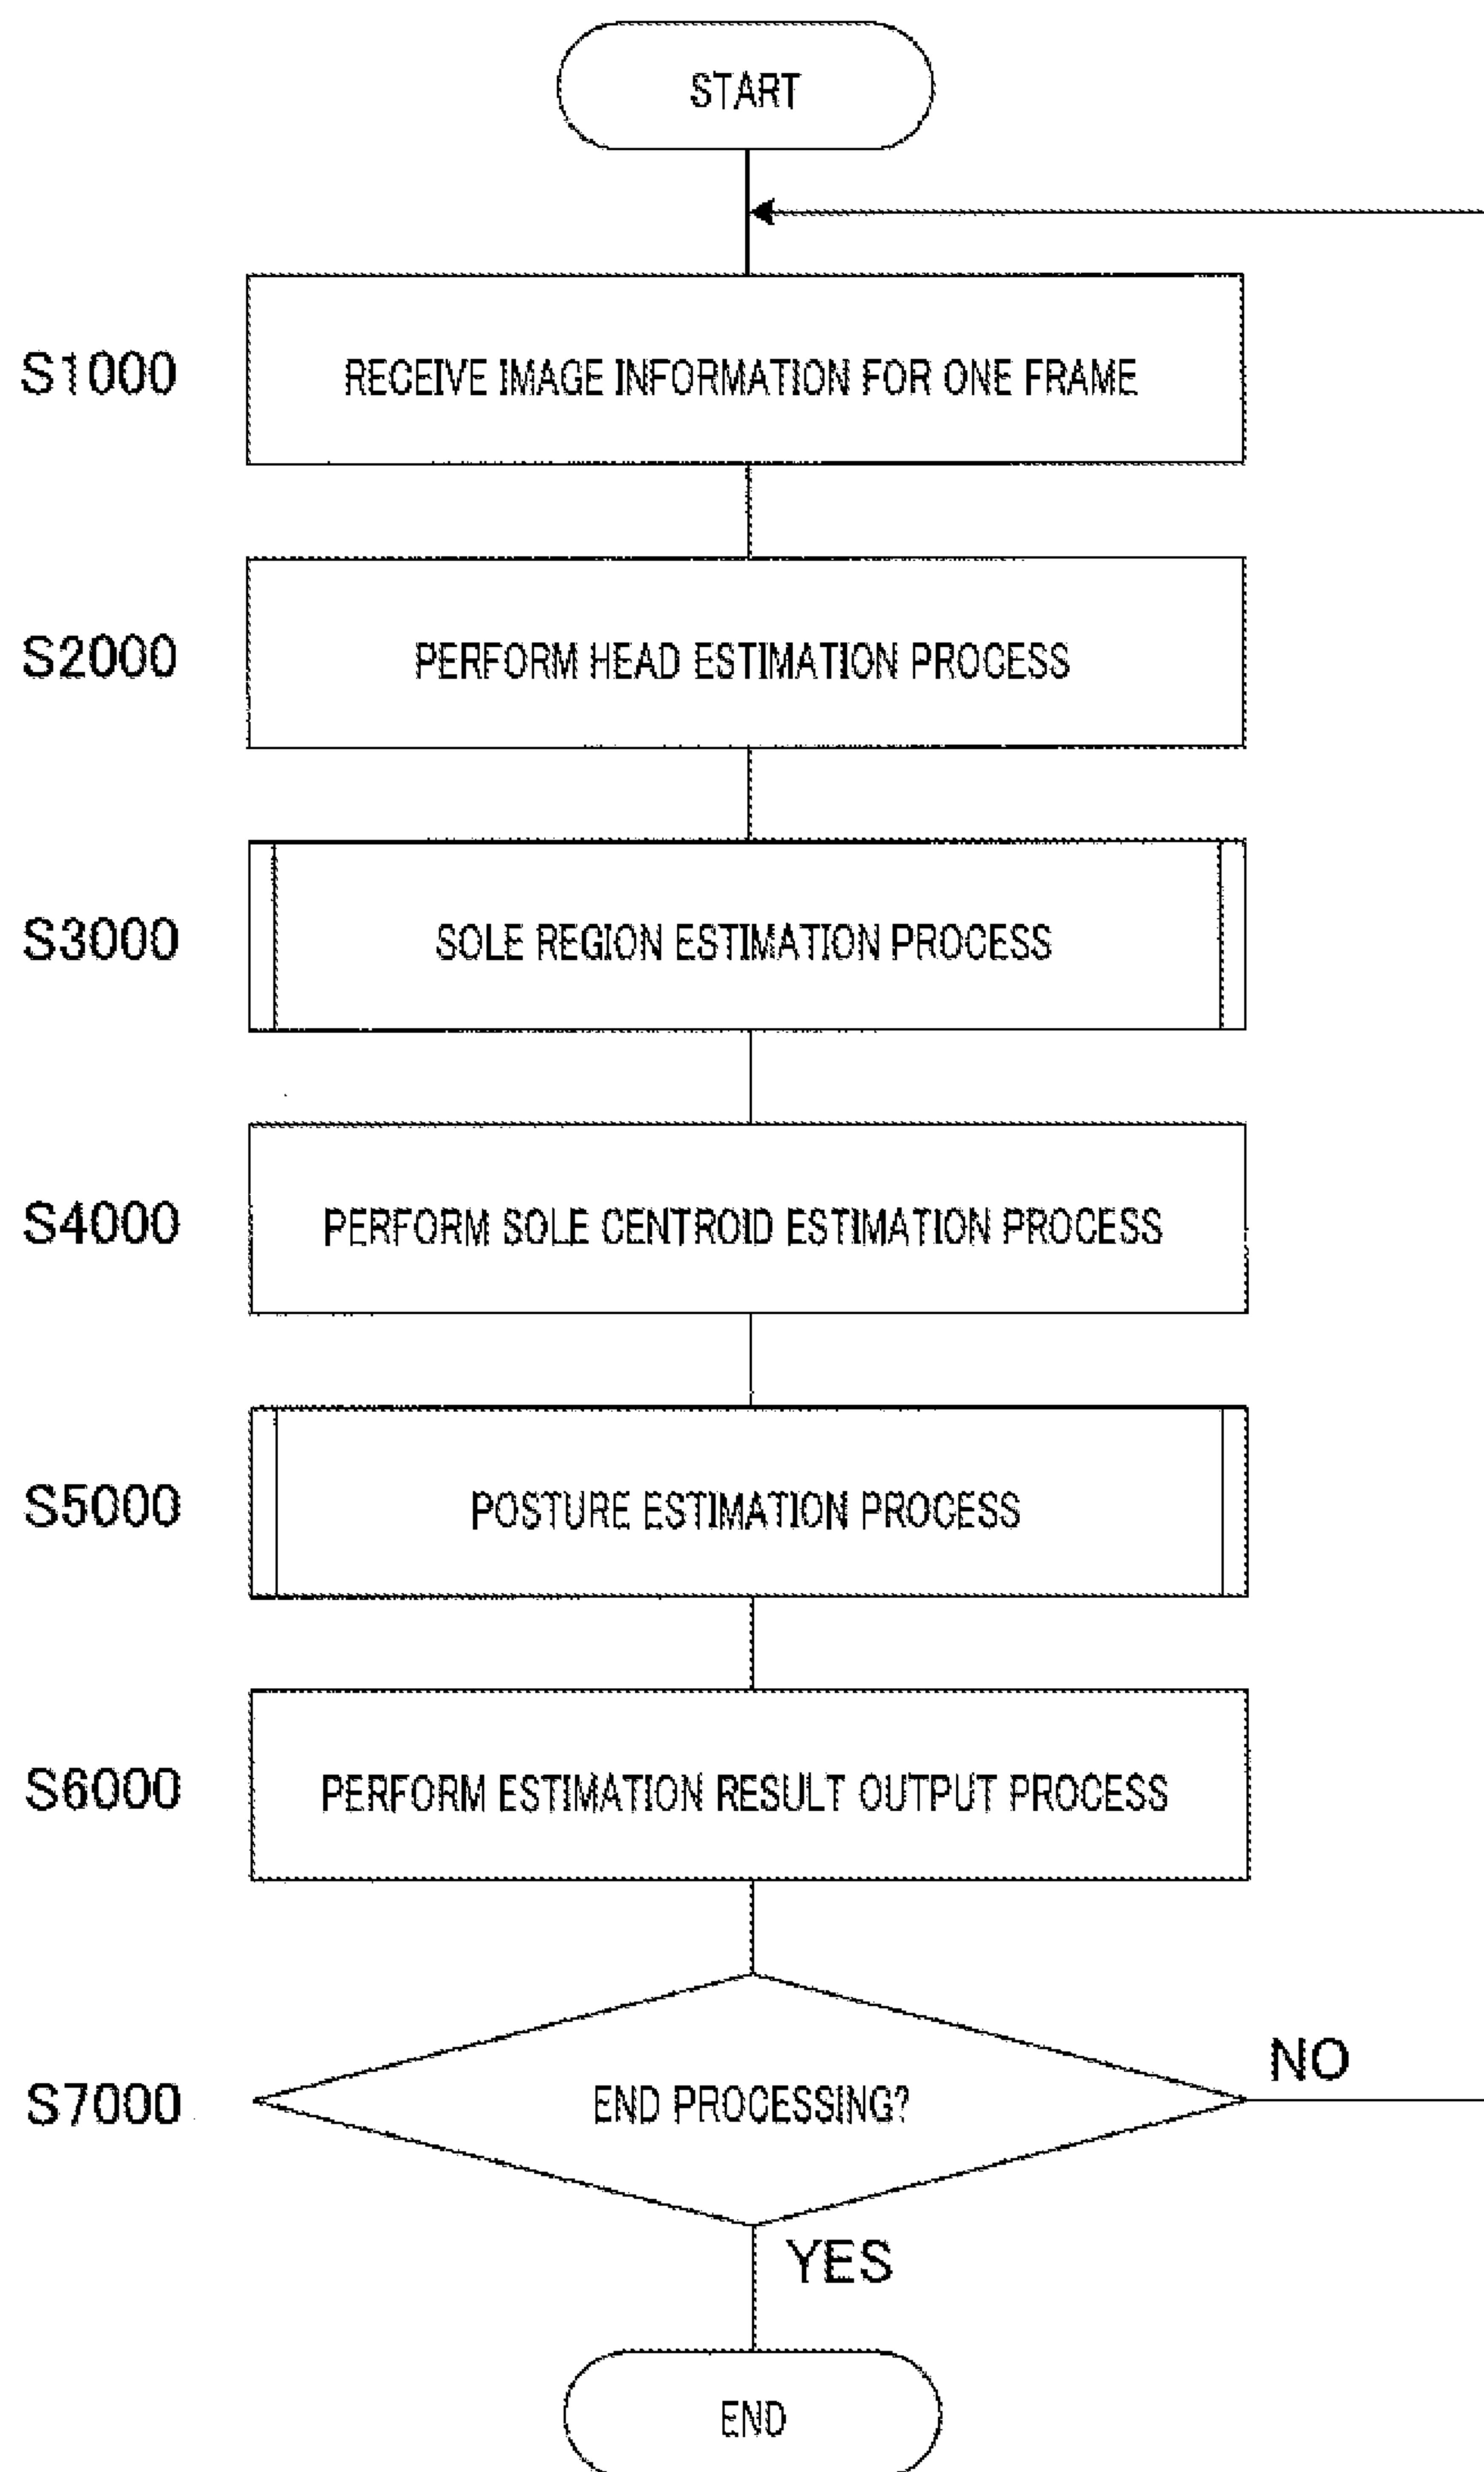 START
S1000
RECEIVE IMAGE INFORMATION FOR ONE FRAME
S2000
PERFORM HEAD ESTIMATION PROCESS
S3000
SOLE REGION ESTIMATION PROCESS
S4000
PERFORM SOLE CENTROID ESTIMATION PROCESS
S5000
POSTURE ESTIMATION PROCESS
S6000
PERFORM ESTIMATION RESULT OUTPUT PROCESS
S7000
END PROCESSING?
NO
YES
END